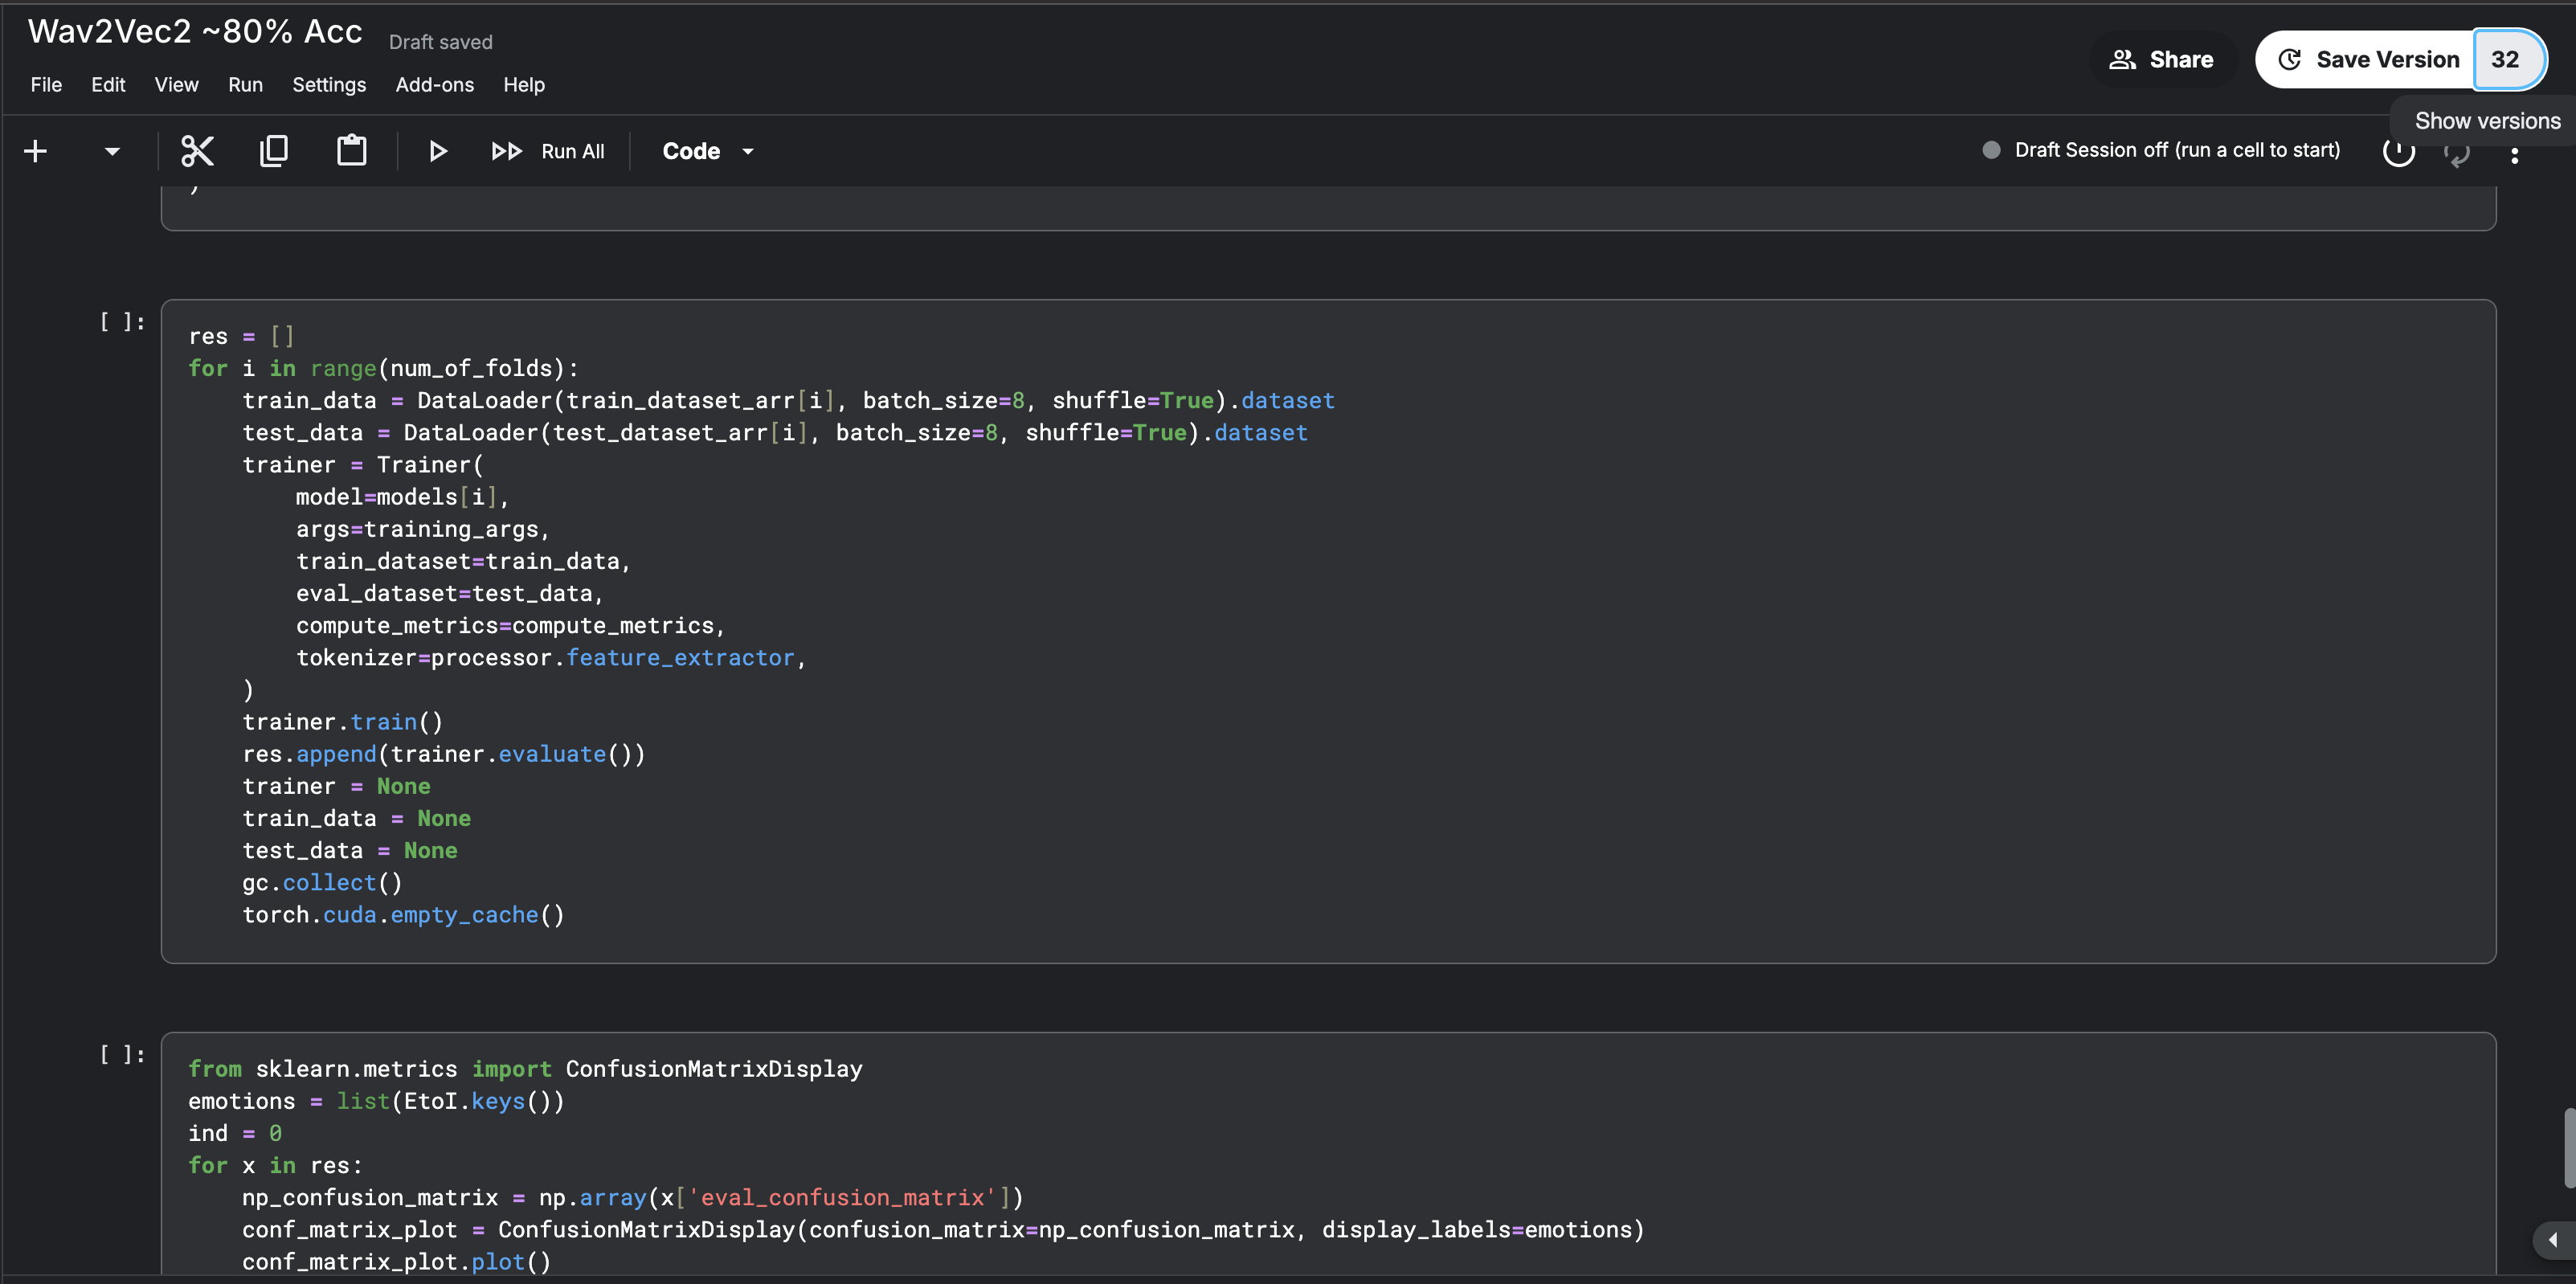 Wav2Vec2 ~80% Acc Draft saved
File Edit View Run Settings Add-ons Help
Share
Save Version 32
Show versions
Run All Code
Draft Session off (run a cell to start)
)
[ ]:
res = []
for i in range(num_of_folds):
    train_data = DataLoader(train_dataset_arr[i], batch_size=8, shuffle=True).dataset
    test_data = DataLoader(test_dataset_arr[i], batch_size=8, shuffle=True).dataset
    trainer = Trainer(
        model=models[i],
        args=training_args,
        train_dataset=train_data,
        eval_dataset=test_data,
        compute_metrics=compute_metrics,
        tokenizer=processor.feature_extractor,
    )
    trainer.train()
    res.append(trainer.evaluate())
    trainer = None
    train_data = None
    test_data = None
    gc.collect()
    torch.cuda.empty_cache()
[ ]:
from sklearn.metrics import ConfusionMatrixDisplay
emotions = list(EtoI.keys())
ind = 0
for x in res:
    np_confusion_matrix = np.array(x['eval_confusion_matrix'])
    conf_matrix_plot = ConfusionMatrixDisplay(confusion_matrix=np_confusion_matrix, display_labels=emotions)
    conf_matrix_plot.plot()